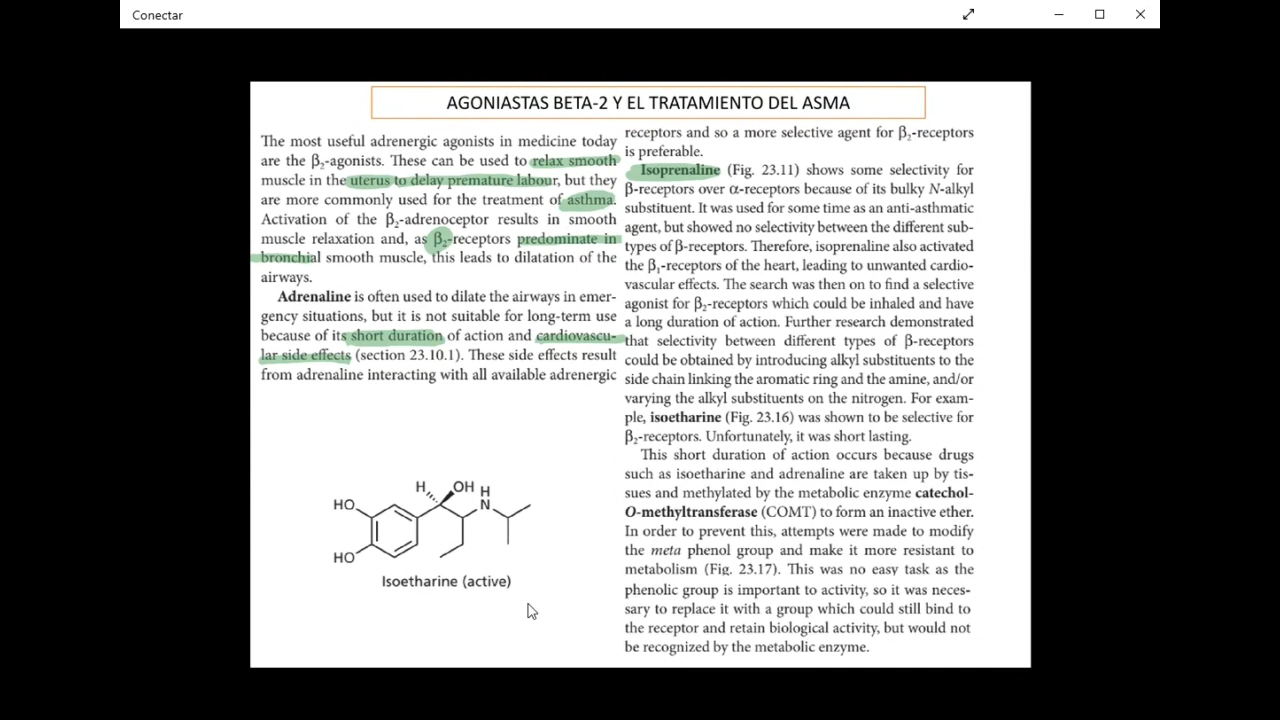 Conectar
AGONIASTAS BETA-2 Y EL TRATAMIENTO DEL ASMA
The most useful adrenergic agonists in medicine today
are the β₂-agonists. These can be used to relax smooth
muscle in the uterus to delay premature labour, but they
are more commonly used for the treatment of asthma.
Activation of the β₂-adrenoceptor results in smooth
muscle relaxation and, as β₂-receptors predominate in
bronchial smooth muscle, this leads to dilatation of the
airways.
Adrenaline is often used to dilate the airways in emer-
gency situations, but it is not suitable for long-term use
because of its short duration of action and cardiovascu-
lar side effects (section 23.10.1). These side effects result
from adrenaline interacting with all available adrenergic
receptors and so a more selective agent for β₂-receptors
is preferable.
Isoprenaline (Fig. 23.11) shows some selectivity for
β-receptors over α-receptors because of its bulky N-alkyl
substituent. It was used for some time as an anti-asthmatic
agent, but showed no selectivity between the different sub-
types of β-receptors. Therefore, isoprenaline also activated
the β₁-receptors of the heart, leading to unwanted cardio-
vascular effects. The search was then on to find a selective
agonist for β₂-receptors which could be inhaled and have
a long duration of action. Further research demonstrated
that selectivity between different types of β-receptors
could be obtained by introducing alkyl substituents to the
side chain linking the aromatic ring and the amine, and/or
varying the alkyl substituents on the nitrogen. For exam-
ple, isoetharine (Fig. 23.16) was shown to be selective for
β₂-receptors. Unfortunately, it was short lasting.
This short duration of action occurs because drugs
such as isoetharine and adrenaline are taken up by tis-
sues and methylated by the metabolic enzyme catechol-
O-methyltransferase (COMT) to form an inactive ether.
In order to prevent this, attempts were made to modify
the meta phenol group and make it more resistant to
metabolism (Fig. 23.17). This was no easy task as the
phenolic group is important to activity, so it was neces-
sary to replace it with a group which could still bind to
the receptor and retain biological activity, but would not
be recognized by the metabolic enzyme.
H OH H
HO N
HO
Isoetharine (active)